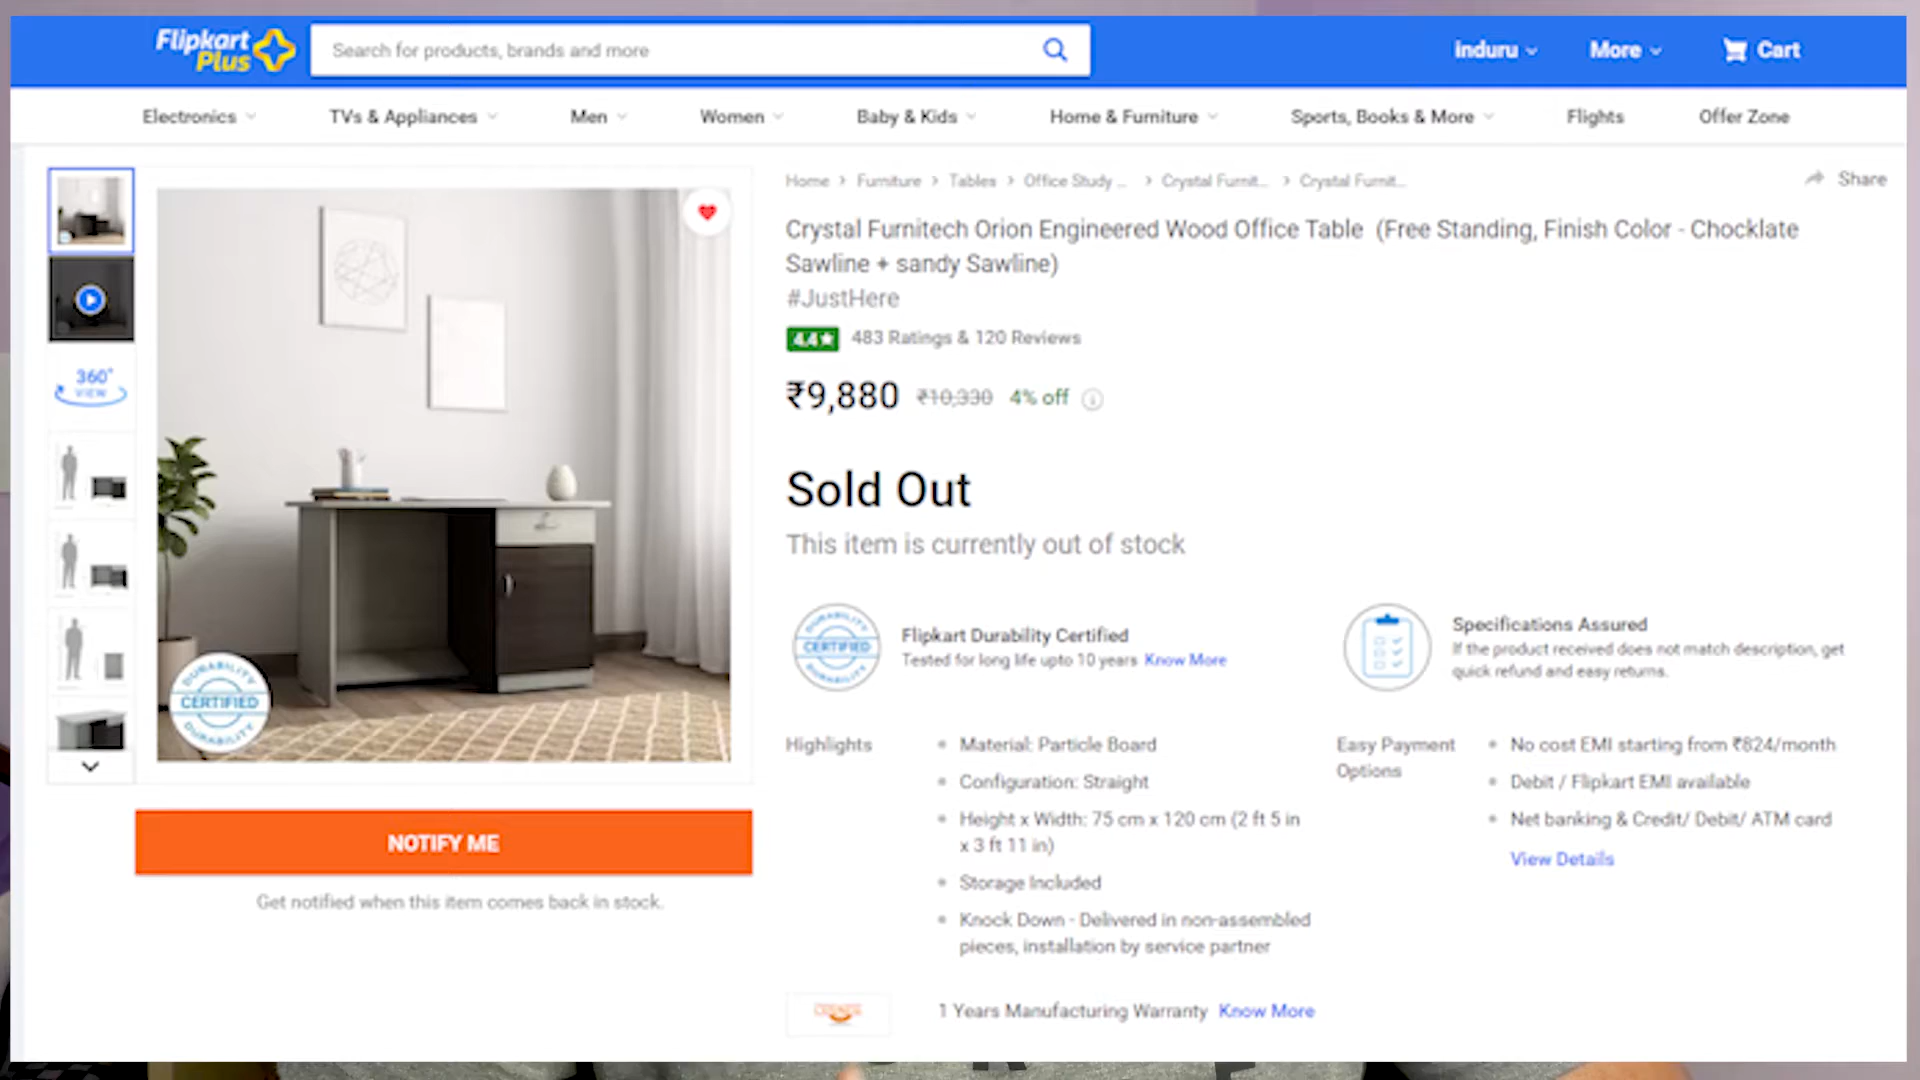 Flipkart
Plus
Search for products, brands and more
induru
More
Cart
Electronics
TVs & Appliances
Men
Women
Baby & Kids
Home & Furniture
Sports, Books & More
Flights
Offer Zone
Home > Furniture > Tables > Office Study ... > Crystal Furnit... > Crystal Furnit...
Share
Crystal Furnitech Orion Engineered Wood Office Table (Free Standing, Finish Color - Chocklate
Sawline + sandy Sawline)
#JustHere
4.4★ 483 Ratings & 120 Reviews
₹9,880 ₹10,330 4% off
Sold Out
This item is currently out of stock
360°
VIEW
DURABILITY
CERTIFIED
DURABILITY
NOTIFY ME
Get notified when this item comes back in stock.
DURABILITY
CERTIFIED
DURABILITY
Flipkart Durability Certified
Tested for long life upto 10 years Know More
Specifications Assured
If the product received does not match description, get
quick refund and easy returns.
Highlights
• Material: Particle Board
• Configuration: Straight
• Height x Width: 75 cm x 120 cm (2 ft 5 in
x 3 ft 11 in)
• Storage Included
• Knock Down - Delivered in non-assembled
pieces, installation by service partner
Easy Payment
Options
• No cost EMI starting from ₹824/month
• Debit / Flipkart EMI available
• Net banking & Credit/ Debit/ ATM card
View Details
1 Years Manufacturing Warranty Know More